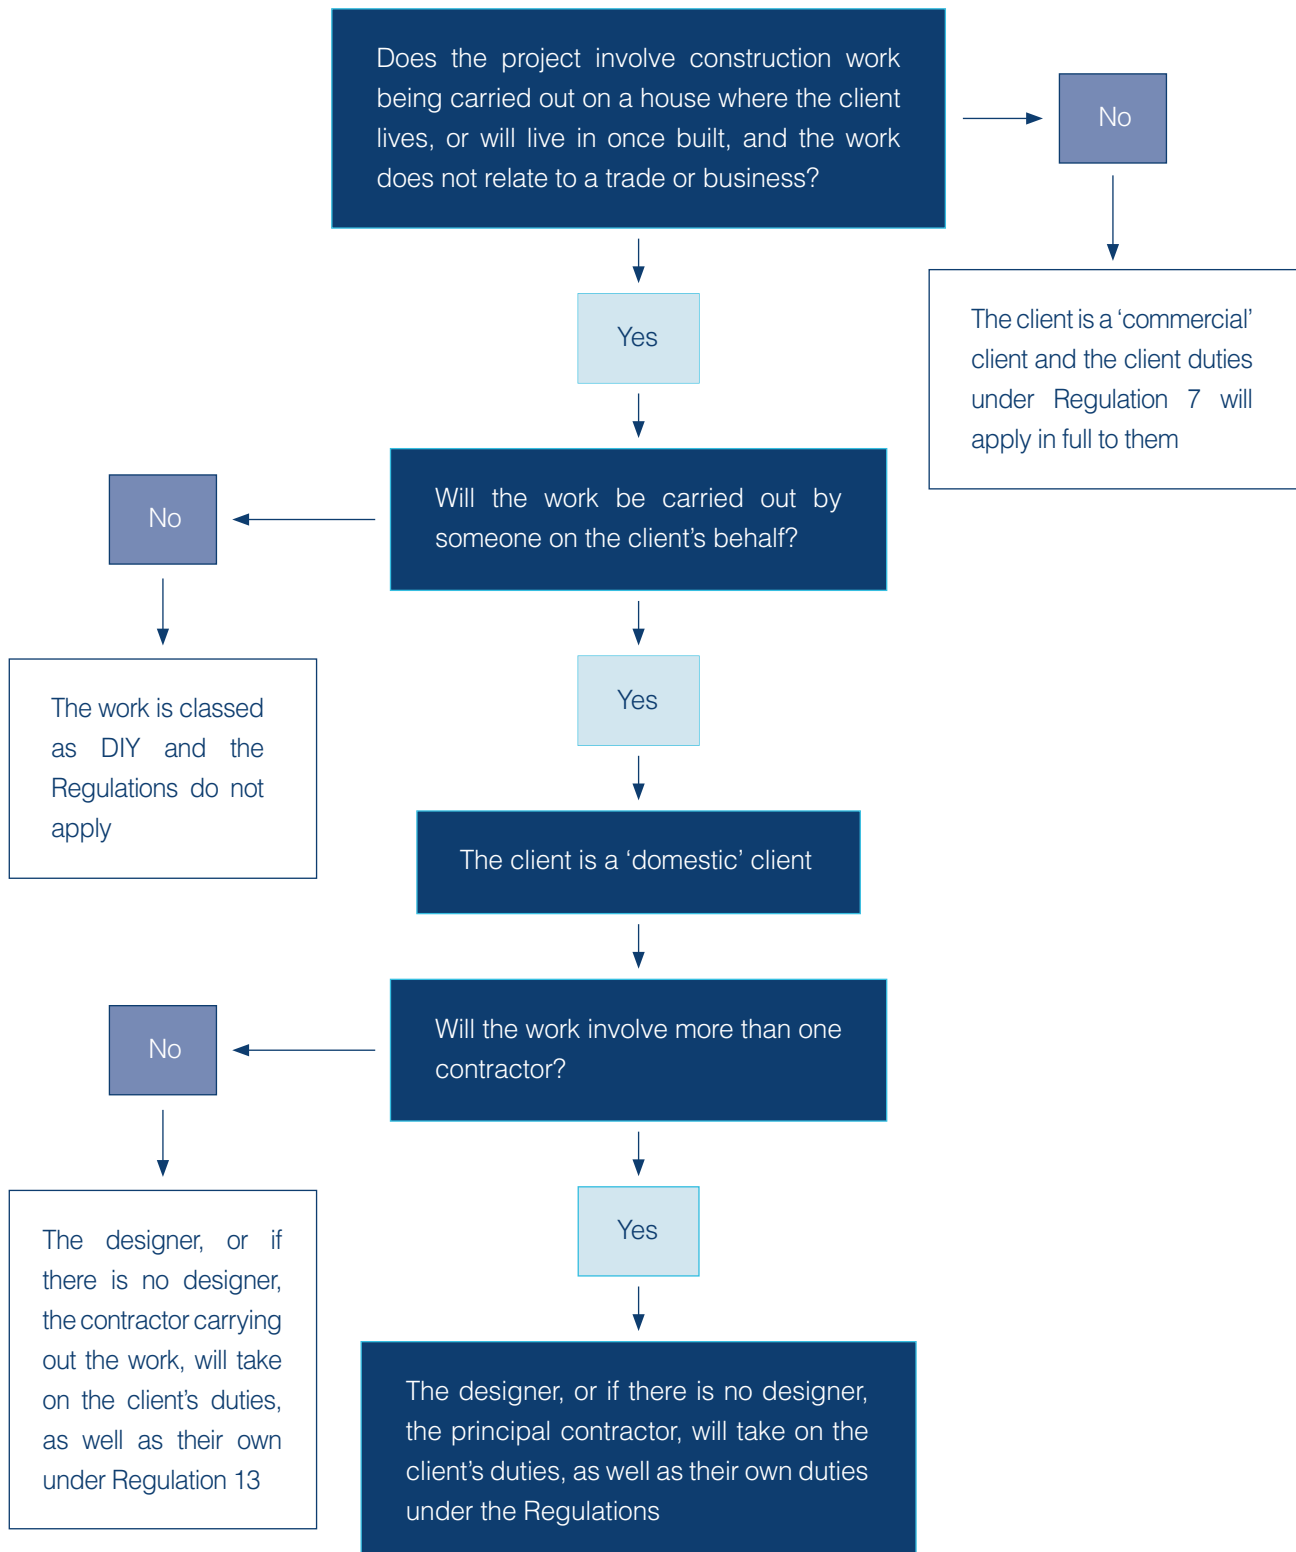 Does the project involve construction work
being carried out on a house where the client
lives, or will live in once built, and the work
does not relate to a trade or business?
No
The client is a ‘commercial’
client and the client duties
under Regulation 7 will
apply in full to them
Yes
Will the work be carried out by
someone on the client’s behalf?
No
The work is classed
as DIY and the
Regulations do not
apply
Yes
The client is a ‘domestic’ client
Will the work involve more than one
contractor?
No
The designer, or if
there is no designer,
the contractor carrying
out the work, will take
on the client’s duties,
as well as their own
under Regulation 13
Yes
The designer, or if there is no designer,
the principal contractor, will take on the
client’s duties, as well as their own duties
under the Regulations